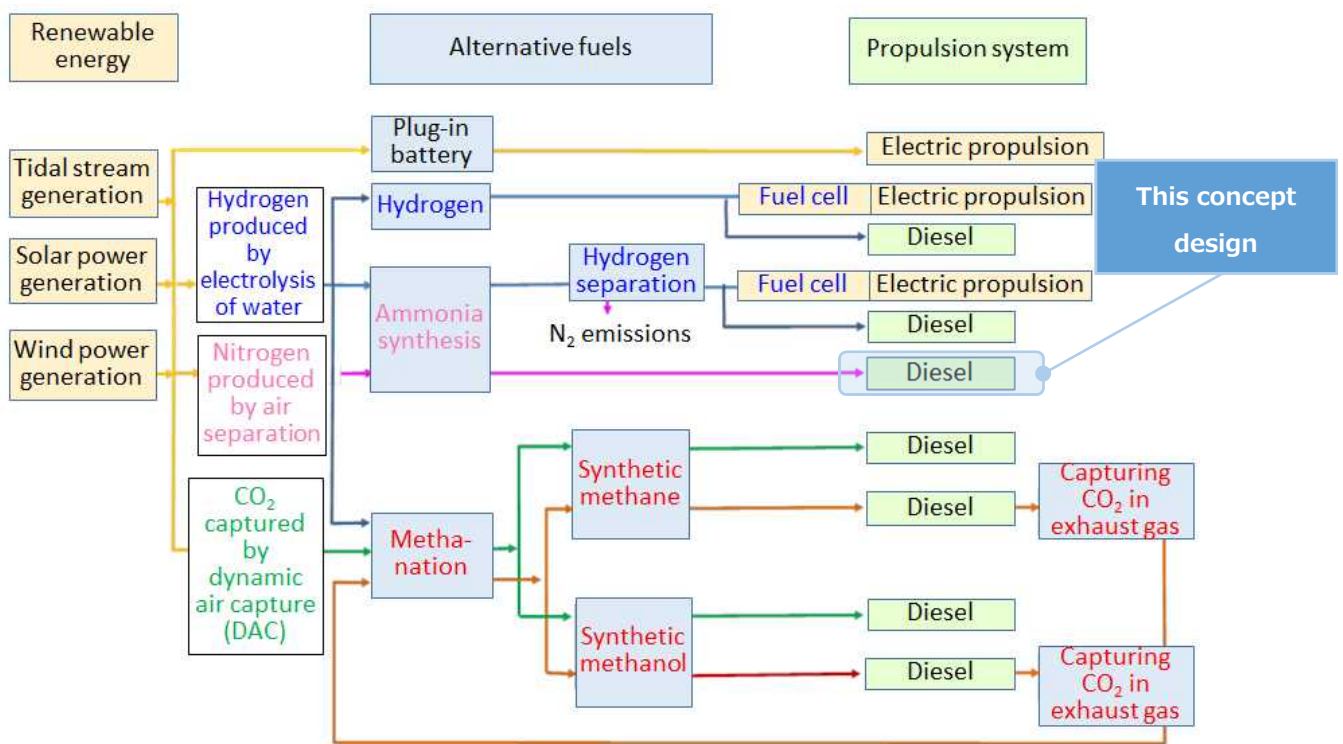 Renewable
energy
Alternative fuels
Propulsion system
Plug-in
battery
Electric propulsion
Tidal stream
generation
Hydrogen
produced
by
electrolysis
of water
Hydrogen
Fuel cell
Electric propulsion
This concept
design
Diesel
Solar power
generation
Hydrogen
separation
Fuel cell
Electric propulsion
Ammonia
synthesis
N₂ emissions
Diesel
Wind power
generation
Nitrogen
produced
by air
separation
Diesel
CO₂
captured
by
dynamic
air capture
(DAC)
Metha-
nation
Synthetic
methane
Diesel
Diesel
Capturing
CO₂ in
exhaust gas
Synthetic
methanol
Diesel
Diesel
Capturing
CO₂ in
exhaust gas